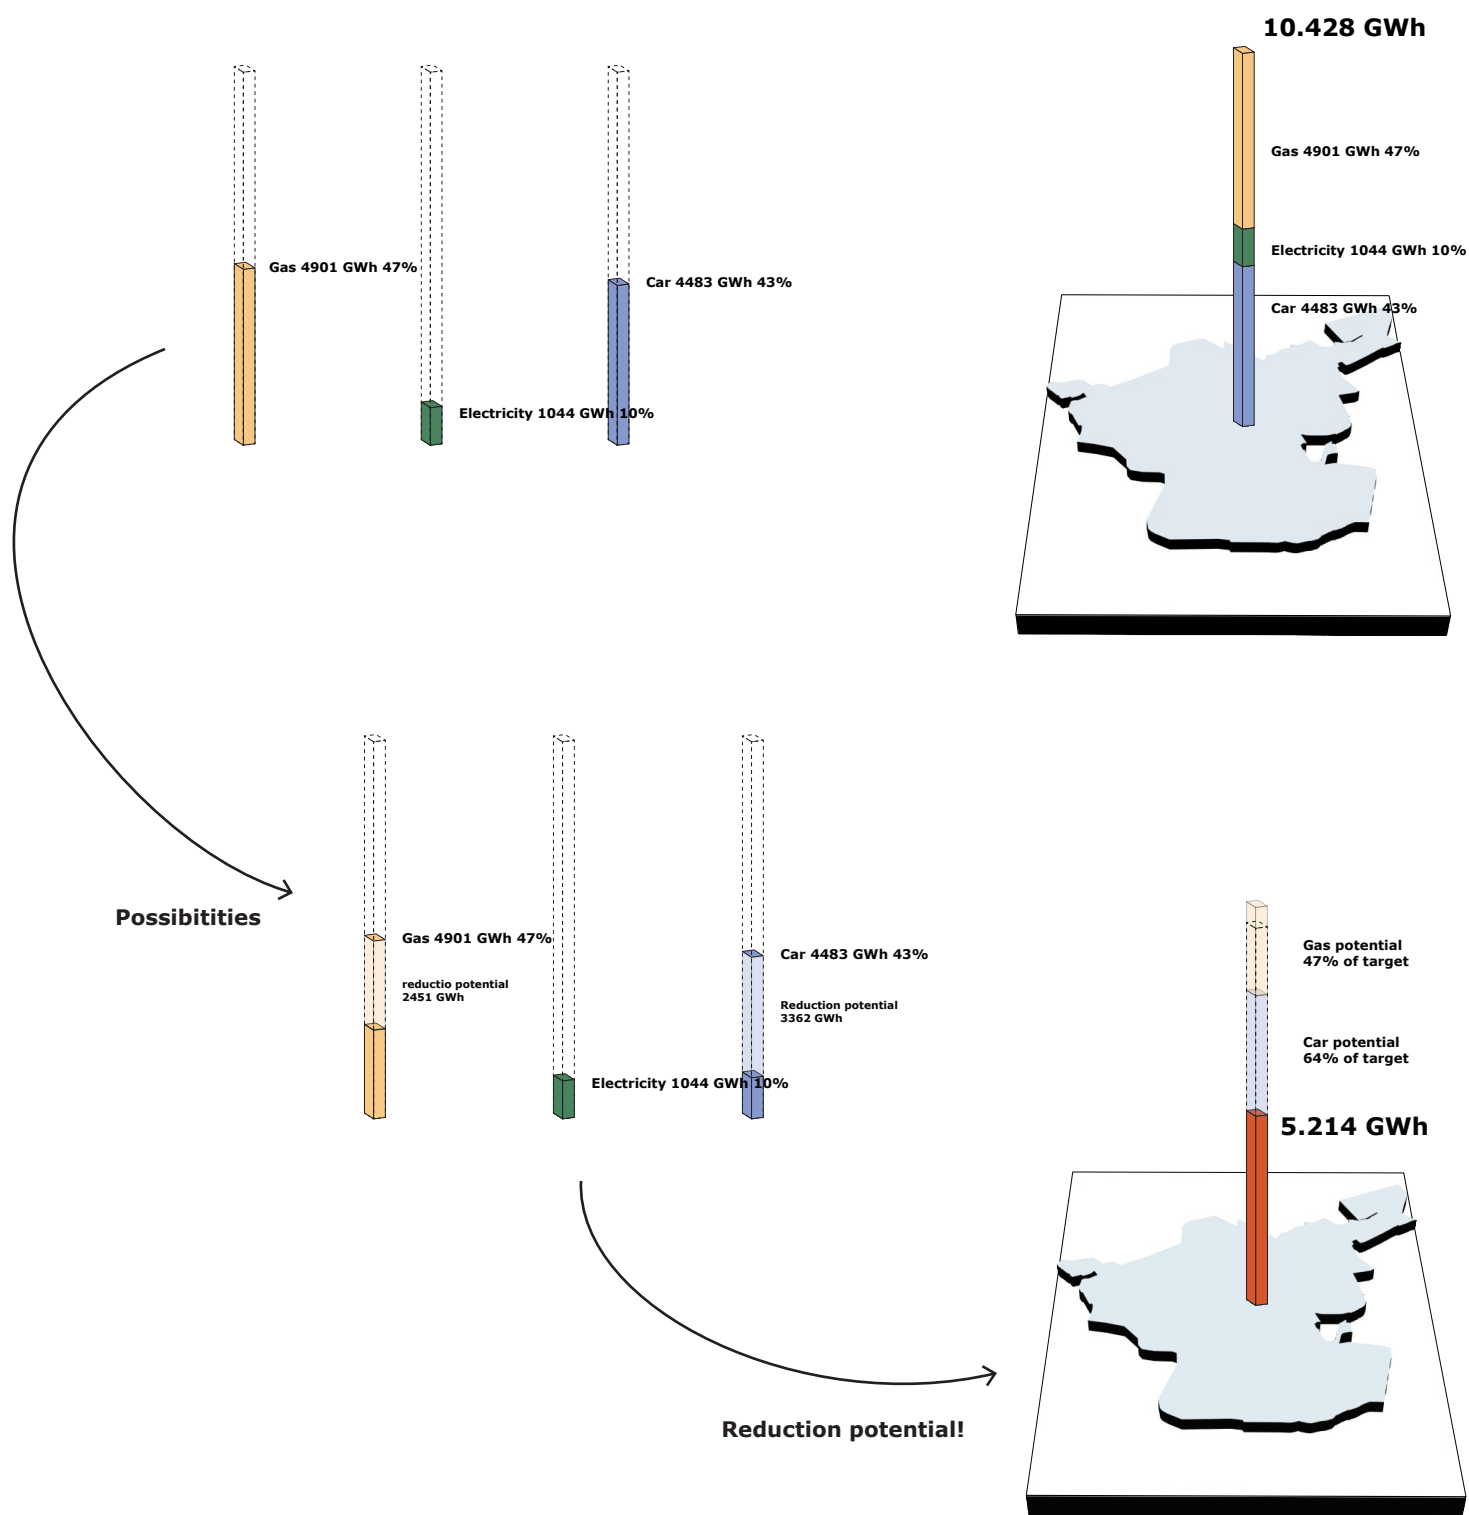 10.428 GWh
Gas 4901 GWh 47%
Electricity 1044 GWh 10%
Car 4483 GWh 43%
Gas 4901 GWh 47%
Car 4483 GWh 43%
Electricity 1044 GWh 10%
Possibitities
Gas 4901 GWh 47%
reductio potential
2451 GWh
Car 4483 GWh 43%
Reduction potential
3362 GWh
Electricity 1044 GWh 10%
Gas potential
47% of target
Car potential
64% of target
5.214 GWh
Reduction potential!